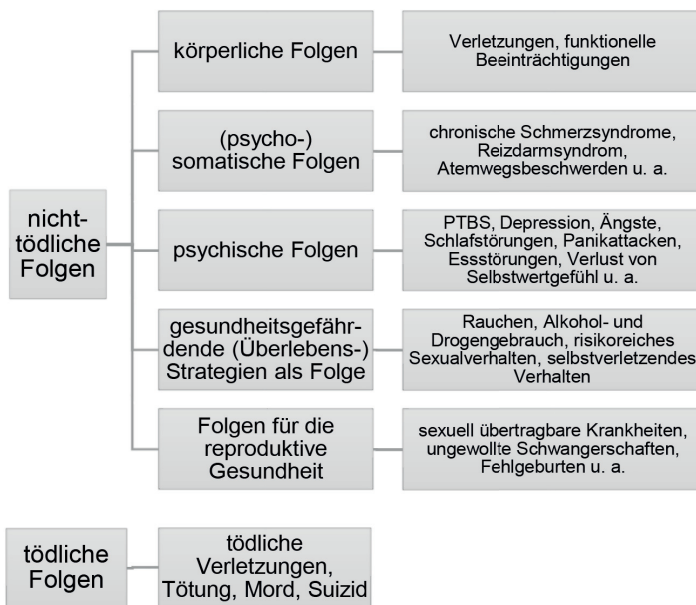 körperliche Folgen
Verletzungen, funktionelle
Beeinträchtigungen
(psycho-)
somatische Folgen
chronische Schmerzsyndrome,
Reizdarmsyndrom,
Atemwegsbeschwerden u. a.
nicht-
tödliche
Folgen
psychische Folgen
PTBS, Depression, Ängste,
Schlafstörungen, Panikattacken,
Essstörungen, Verlust von
Selbstwertgefühl u. a.
gesundheitsgefähr-
dende (Überlebens-)
Strategien als Folge
Rauchen, Alkohol- und
Drogengebrauch, risikoreiches
Sexualverhalten, selbstverletzendes
Verhalten
Folgen für die
reproduktive
Gesundheit
sexuell übertragbare Krankheiten,
ungewollte Schwangerschaften,
Fehlgeburten u. a.
tödliche
Folgen
tödliche
Verletzungen,
Tötung, Mord, Suizid